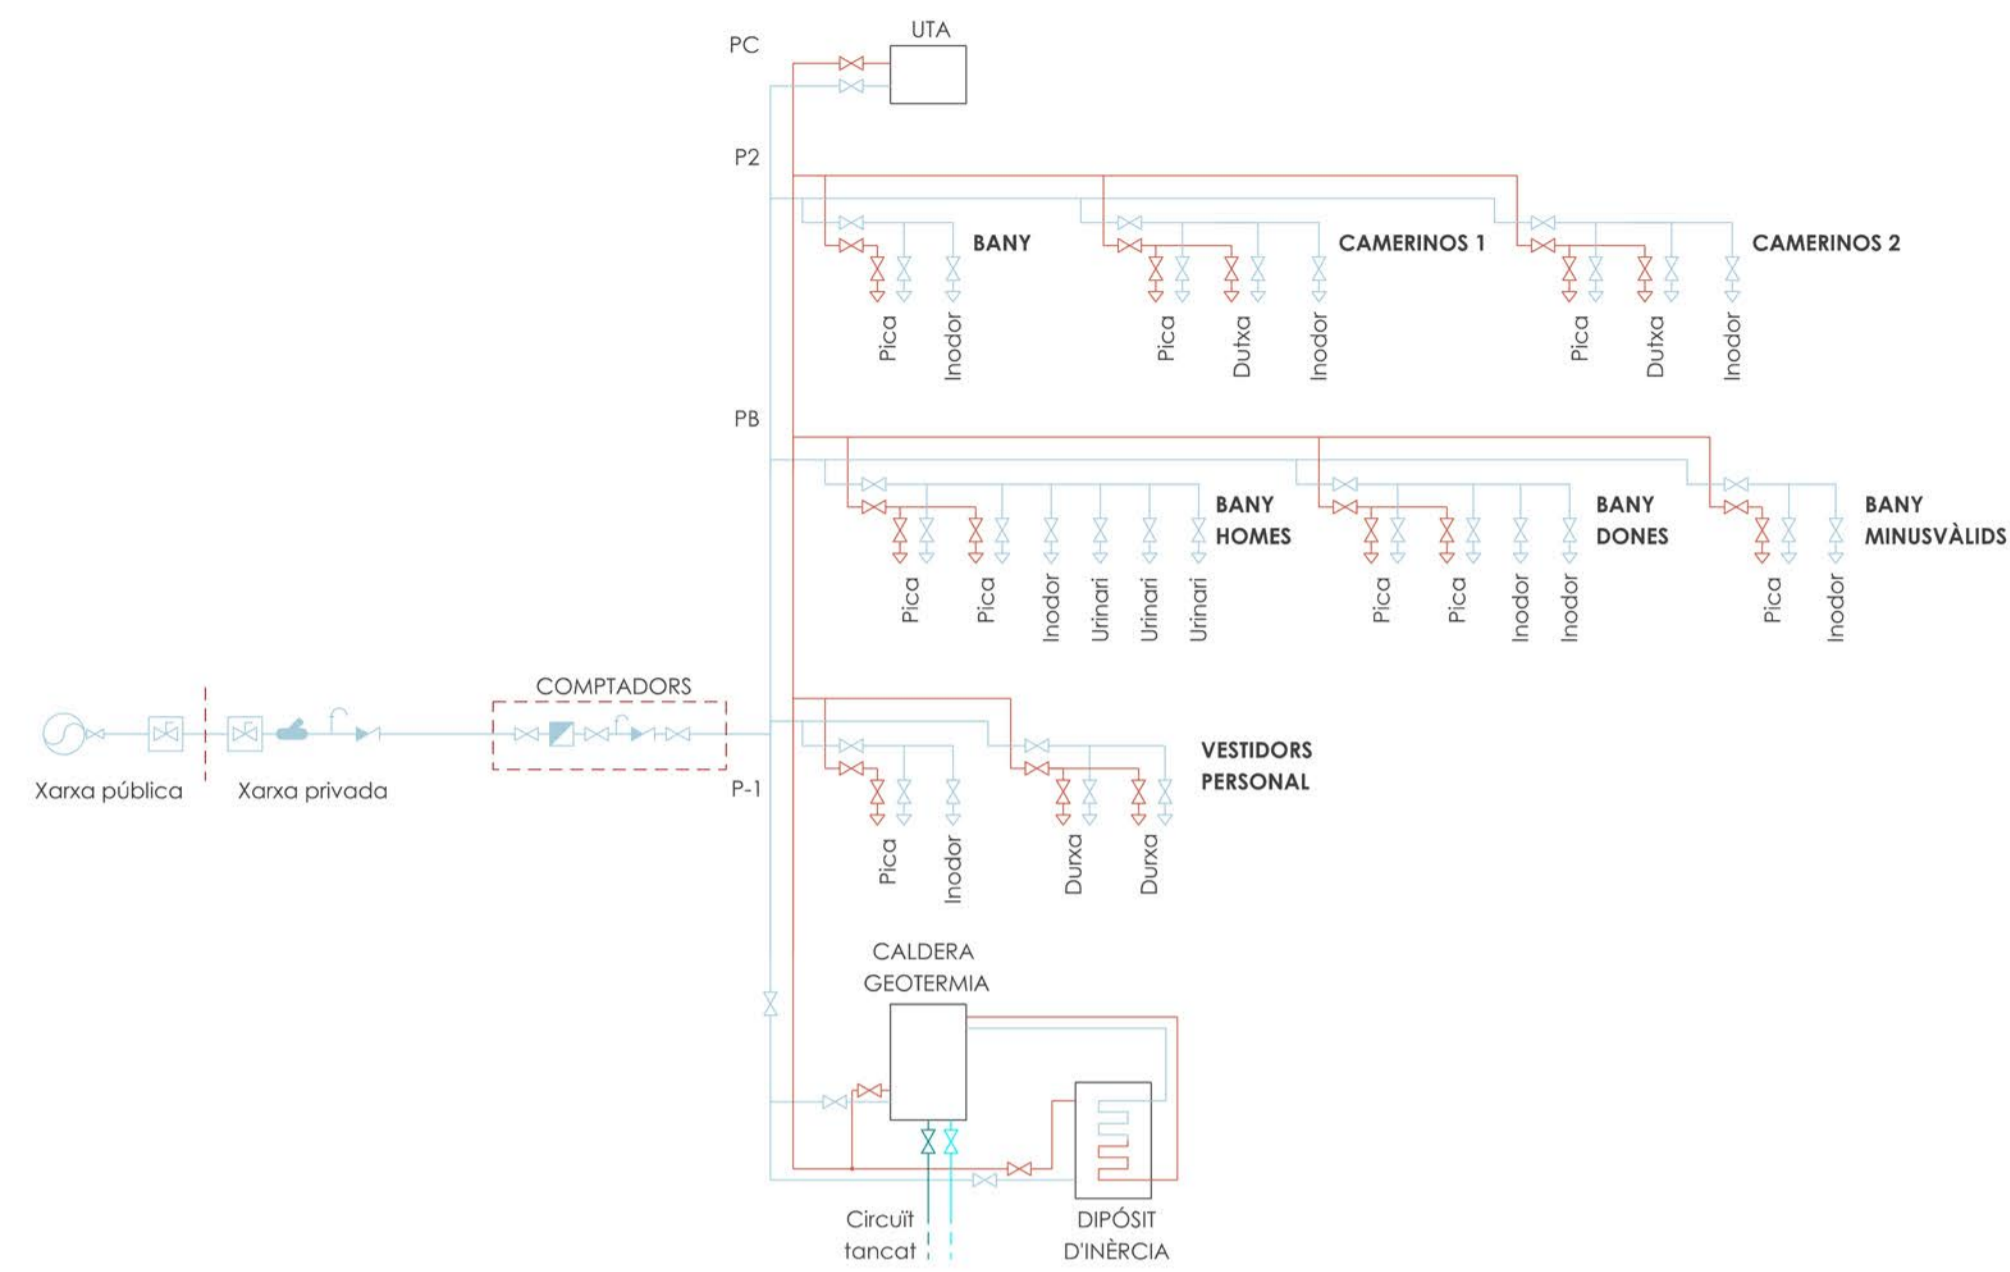 UTA
PC
P2
BANY
CAMERINOS 1
CAMERINOS 2
Pica
Inodor
Pica
Dutxa
Inodor
Pica
Dutxa
Inodor
PB
BANY
HOMES
BANY
DONES
BANY
MINUSVÀLIDS
Pica
Pica
Inodor
Urinari
Urinari
Urinari
Pica
Pica
Inodor
Inodor
Pica
Inodor
COMPTADORS
Xarxa pública
Xarxa privada
P-1
VESTIDORS
PERSONAL
Pica
Inodor
Durxa
Durxa
CALDERA
GEOTERMIA
Circuït
tancat
DIPÓSIT
D'INÈRCIA